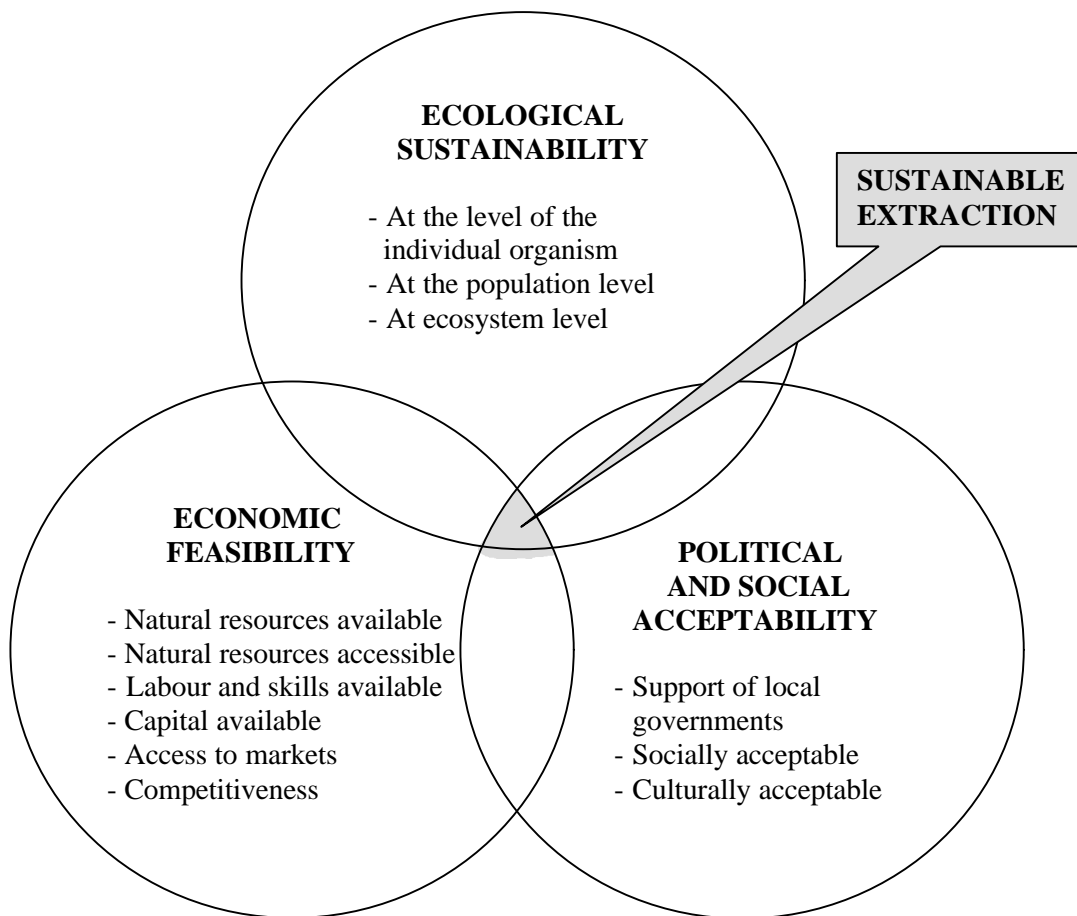 ECOLOGICAL
SUSTAINABILITY
- At the level of the
individual organism
- At the population level
- At ecosystem level
SUSTAINABLE
EXTRACTION
ECONOMIC
FEASIBILITY
- Natural resources available
- Natural resources accessible
- Labour and skills available
- Capital available
- Access to markets
- Competitiveness
POLITICAL
AND SOCIAL
ACCEPTABILITY
- Support of local
governments
- Socially acceptable
- Culturally acceptable